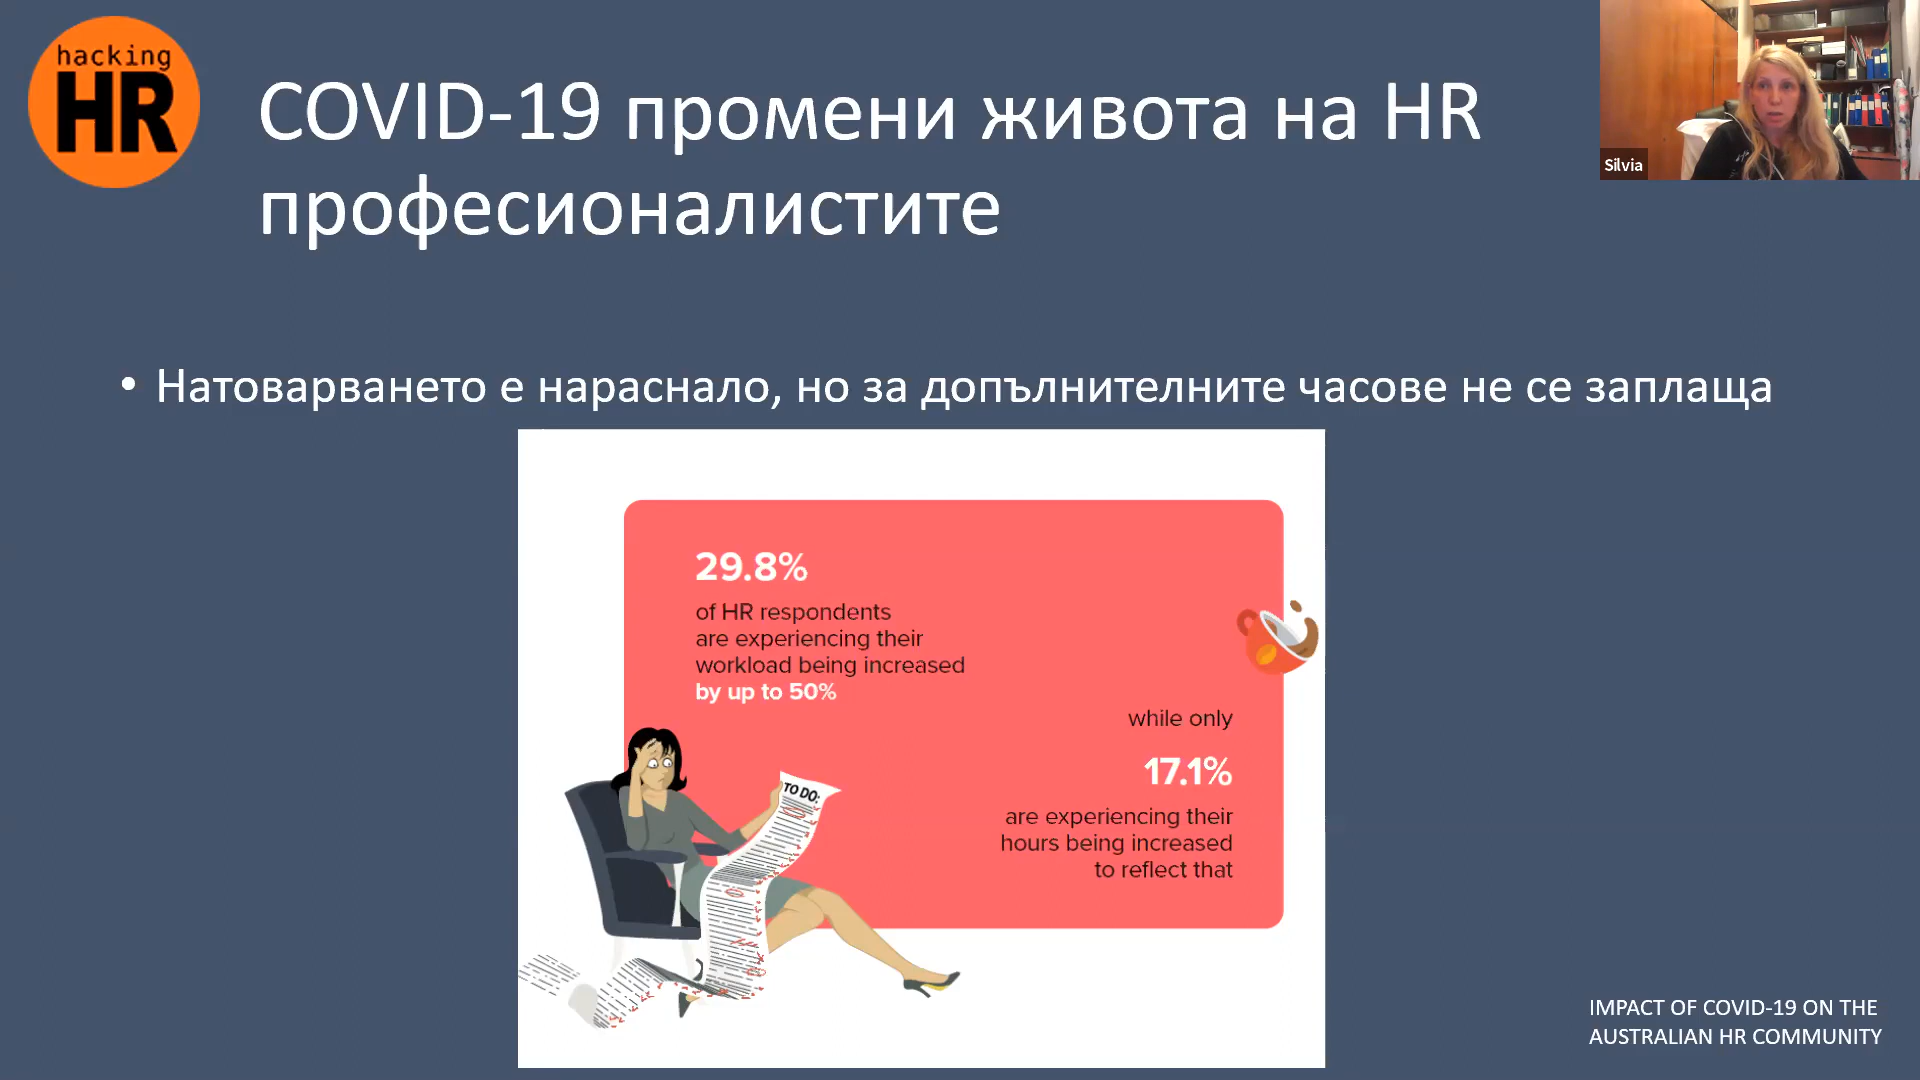 hacking
HR
COVID-19 промени живота на HR
професионалистите
Silvia
• Натоварването е нараснало, но за допълнителните часове не се заплаща
29.8%
of HR respondents
are experiencing their
workload being increased
by up to 50%
while only
17.1%
are experiencing their
hours being increased
to reflect that
TO DO:
IMPACT OF COVID-19 ON THE
AUSTRALIAN HR COMMUNITY